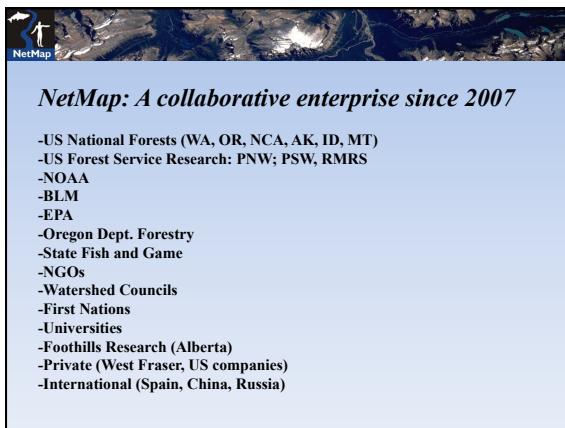 NetMap
NetMap: A collaborative enterprise since 2007
-US National Forests (WA, OR, NCA, AK, ID, MT)
-US Forest Service Research: PNW; PSW, RMRS
-NOAA
-BLM
-EPA
-Oregon Dept. Forestry
-State Fish and Game
-NGOs
-Watershed Councils
-First Nations
-Universities
-Foothills Research (Alberta)
-Private (West Fraser, US companies)
-International (Spain, China, Russia)